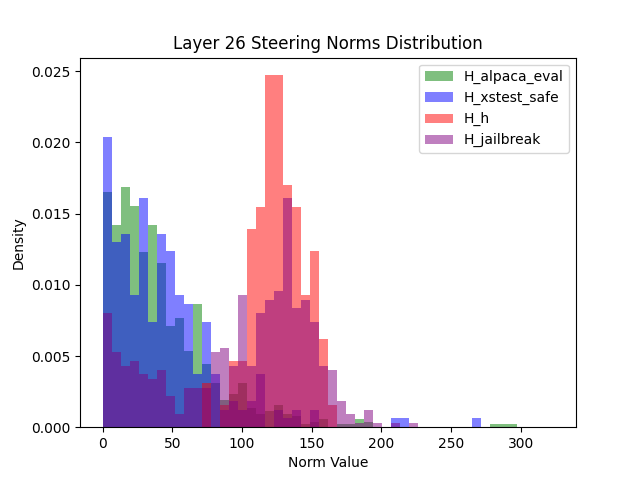 Layer 26 Steering Norms Distribution
H_alpaca_eval
H_xstest_safe
H_h
H_jailbreak
Density
0.025
0.020
0.015
0.010
0.005
0.000
0 50 100 150 200 250 300
Norm Value